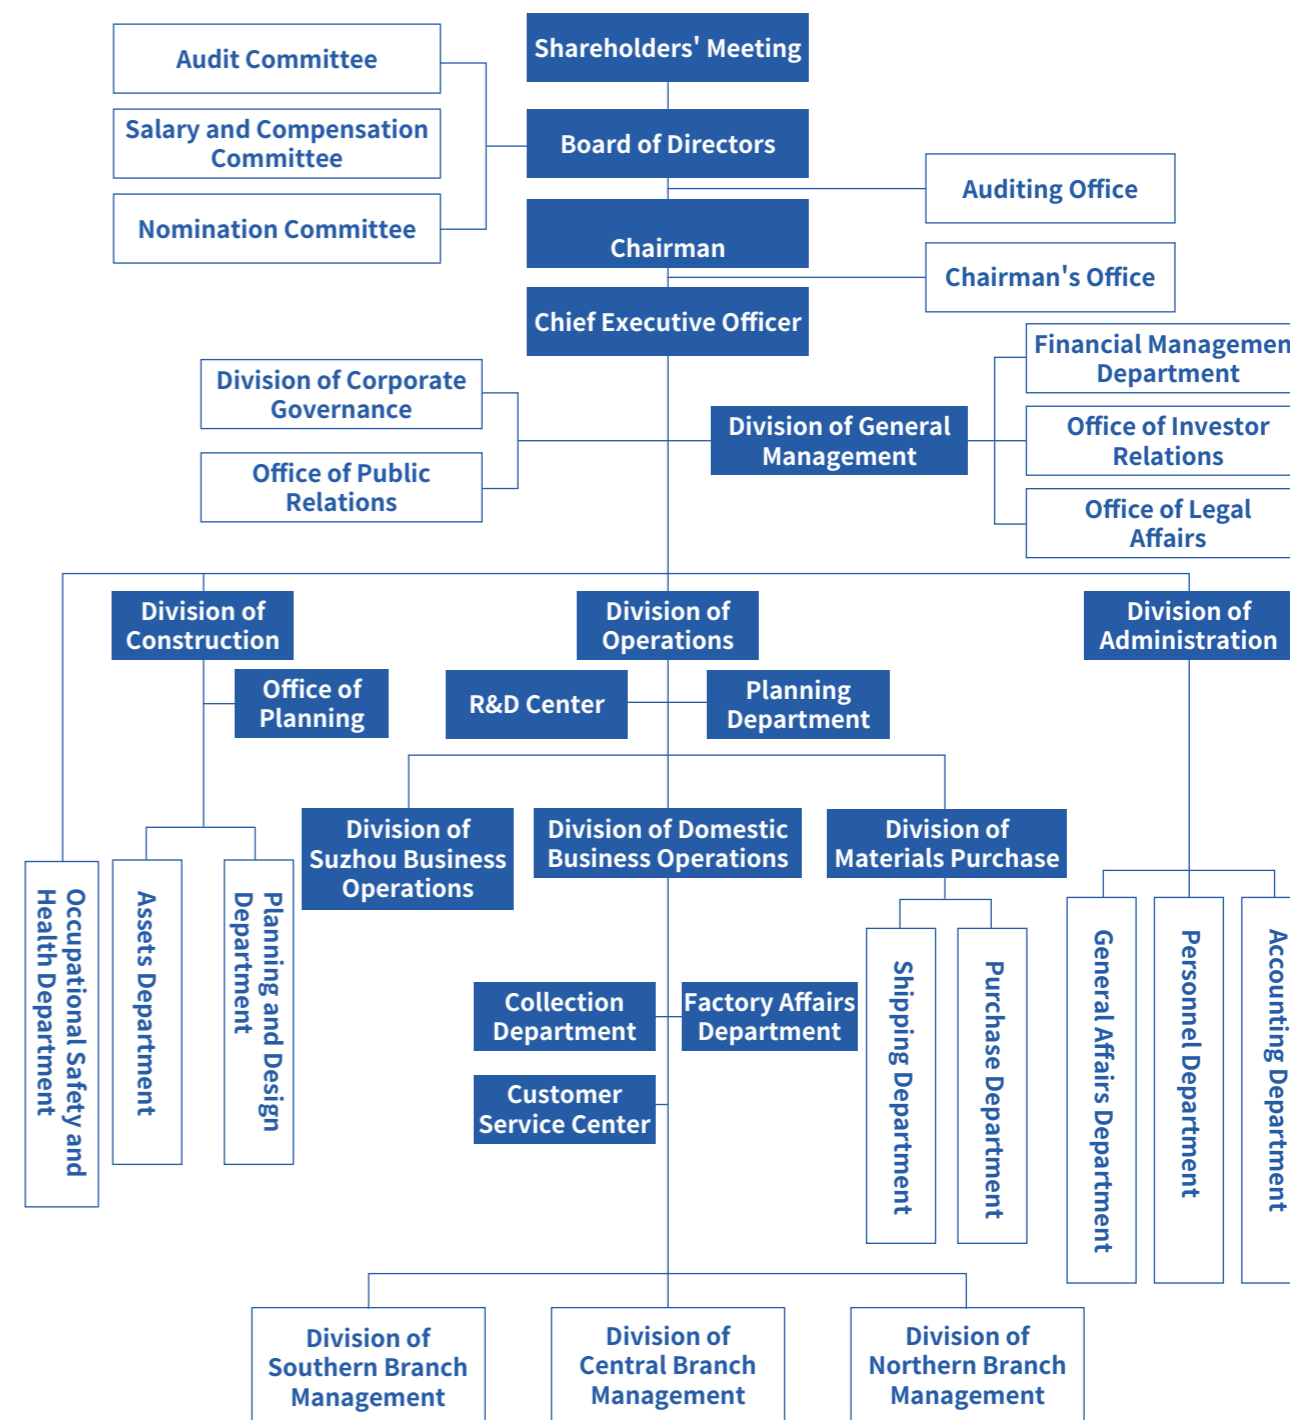 Shareholders' Meeting
Audit Committee
Board of Directors
Salary and Compensation
Committee
Auditing Office
Nomination Committee
Chairman
Chairman's Office
Chief Executive Officer
Financial Managemen
Department
Division of Corporate
Governance
Division of General
Management
Office of Investor
Relations
Office of Public
Relations
Office of Legal
Affairs
Division of
Construction
Division of
Operations
Division of
Administration
Office of
Planning
R&D Center
Planning
Department
Division of
Suzhou Business
Operations
Division of Domestic
Business Operations
Division of
Materials Purchase
Occupational Safety and
Health Department
Assets Department
Planning and Design
Department
Shipping Department
Purchase Department
General Affairs Department
Personnel Department
Accounting Department
Collection
Department
Factory Affairs
Department
Customer
Service Center
Division of
Southern Branch
Management
Division of
Central Branch
Management
Division of
Northern Branch
Management